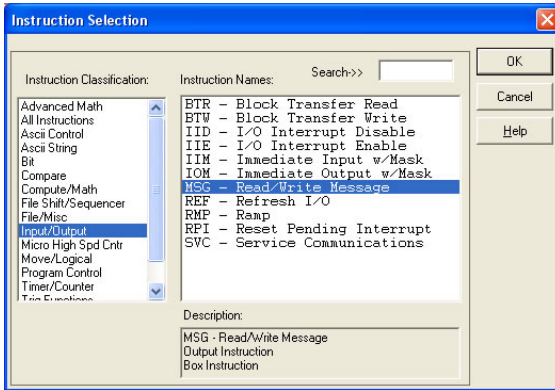 Instruction Selection
Instruction Classification:
Advanced Math
All Instructions
Ascii Control
Ascii String
Bit
Compare
Compute/Math
File Shift/Sequencer
File/Misc
Input/Output
Micro High Spd Cntr
Move/Logical
Program Control
Timer/Counter
Trig Functions
Instruction Names:
Search->>
BTR - Block Transfer Read
BTW - Block Transfer Write
IID - I/O Interrupt Disable
IIE - I/O Interrupt Enable
IIM - Immediate Input w/Mask
IOM - Immediate Output w/Mask
MSG - Read/Write Message
REF - Refresh I/O
RMP - Ramp
RPI - Reset Pending Interrupt
SVC - Service Communications
Description:
MSG - Read/Write Message
Output Instruction
Box Instruction
OK
Cancel
Help